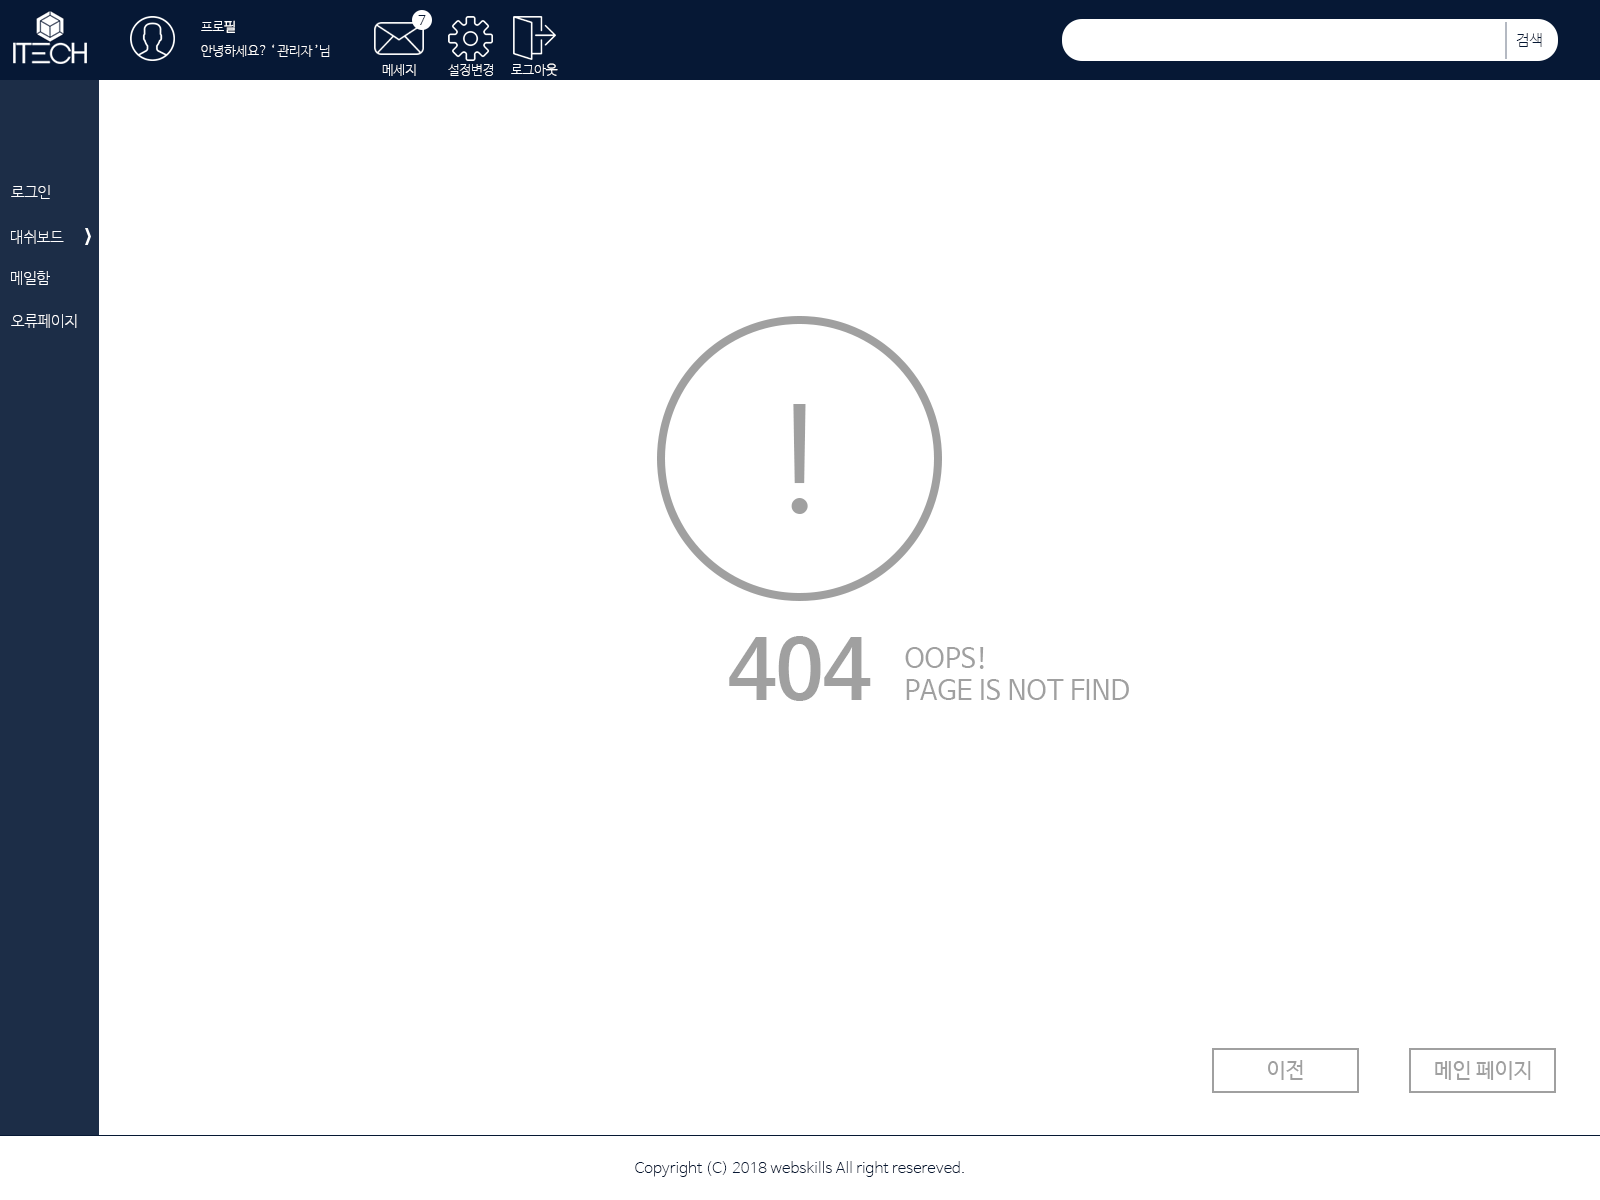 ITECH
프로필
안녕하세요? ‘관리자’님
7
메세지
설정변경
로그아웃
검색
로그인
대쉬보드 ❭
메일함
오류페이지
!
404
OOPS!
PAGE IS NOT FIND
이전
메인 페이지
Copyright (C) 2018 webskills All right resereved.